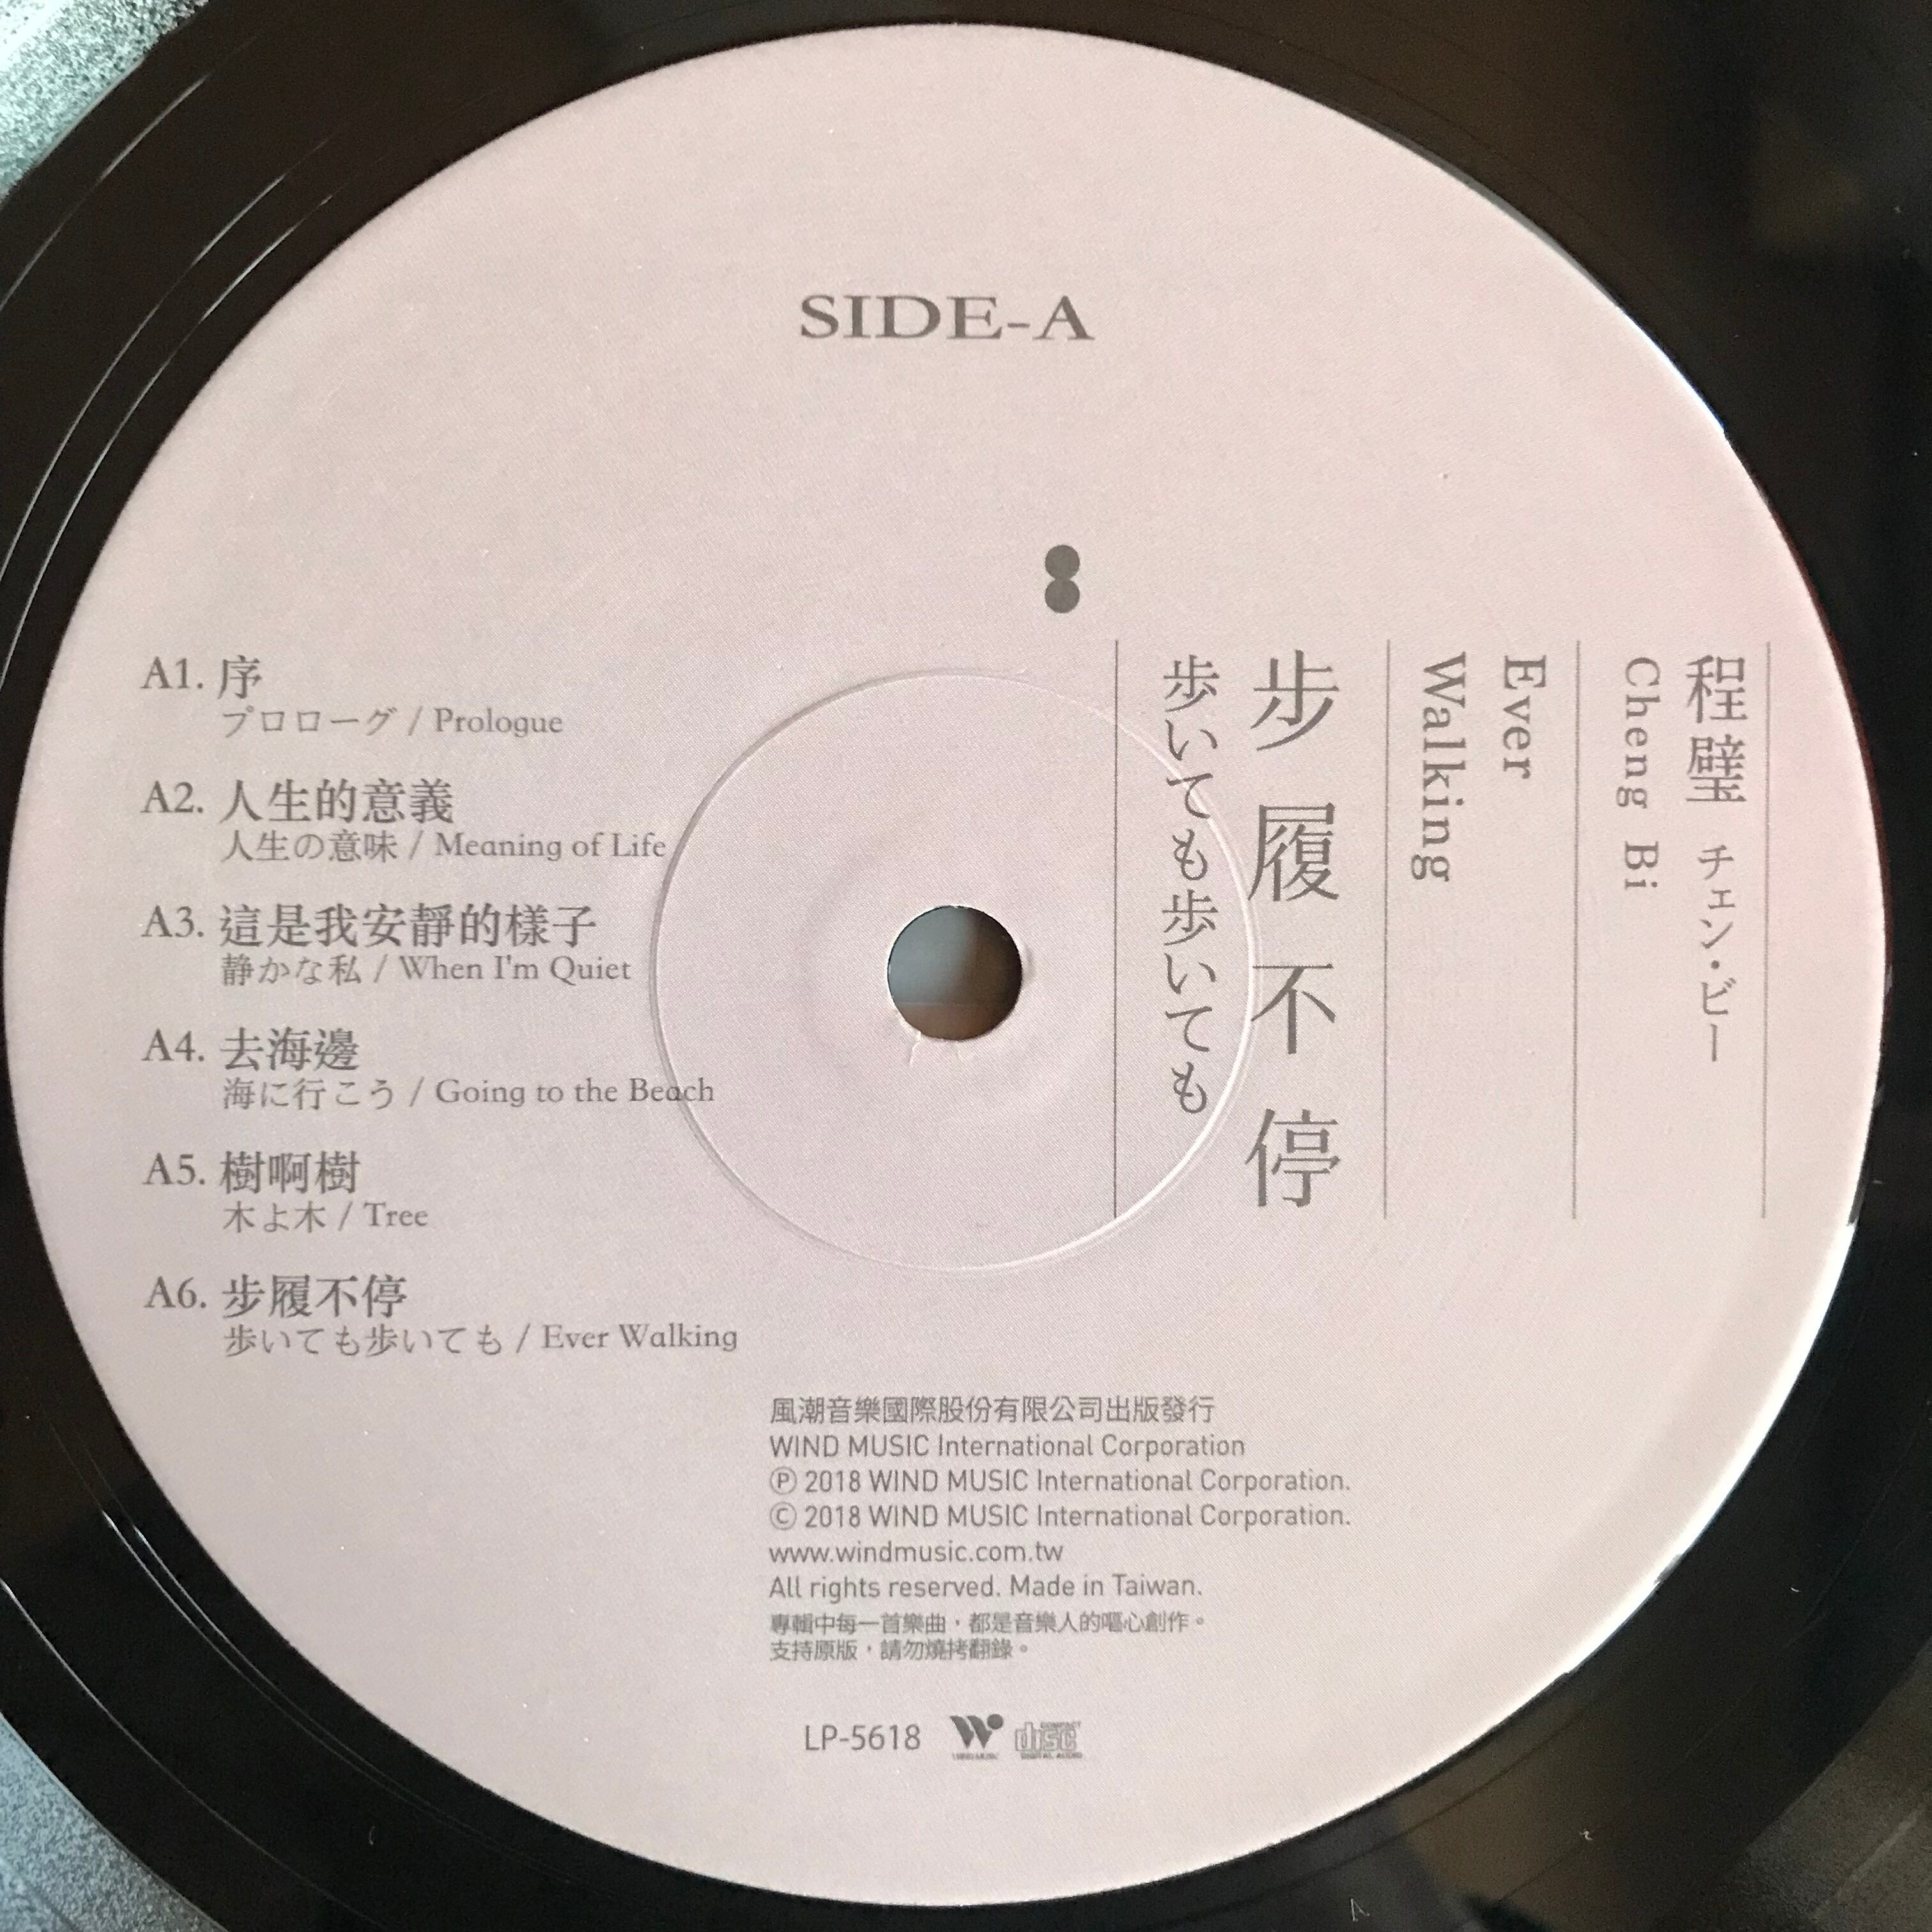 SIDE-A
程璧 チェン・ビー
Cheng Bi
Ever
Walking
步履不停
歩いても歩いても
A1. 序
プロローグ / Prologue
A2. 人生的意義
人生の意味 / Meaning of Life
A3. 這是我安靜的樣子
静かな私 / When I'm Quiet
A4. 去海邊
海に行こう / Going to the Beach
A5. 樹啊樹
木よ木 / Tree
A6. 步履不停
歩いても歩いても / Ever Walking
風潮音樂國際股份有限公司出版發行
WIND MUSIC International Corporation
Ⓟ 2018 WIND MUSIC International Corporation.
© 2018 WIND MUSIC International Corporation.
www.windmusic.com.tw
All rights reserved. Made in Taiwan.
專輯中每一首樂曲，都是音樂人的嘔心創作。
支持原版，請勿燒拷翻錄。
LP-5618
WIND MUSIC
disc
DIGITAL AUDIO